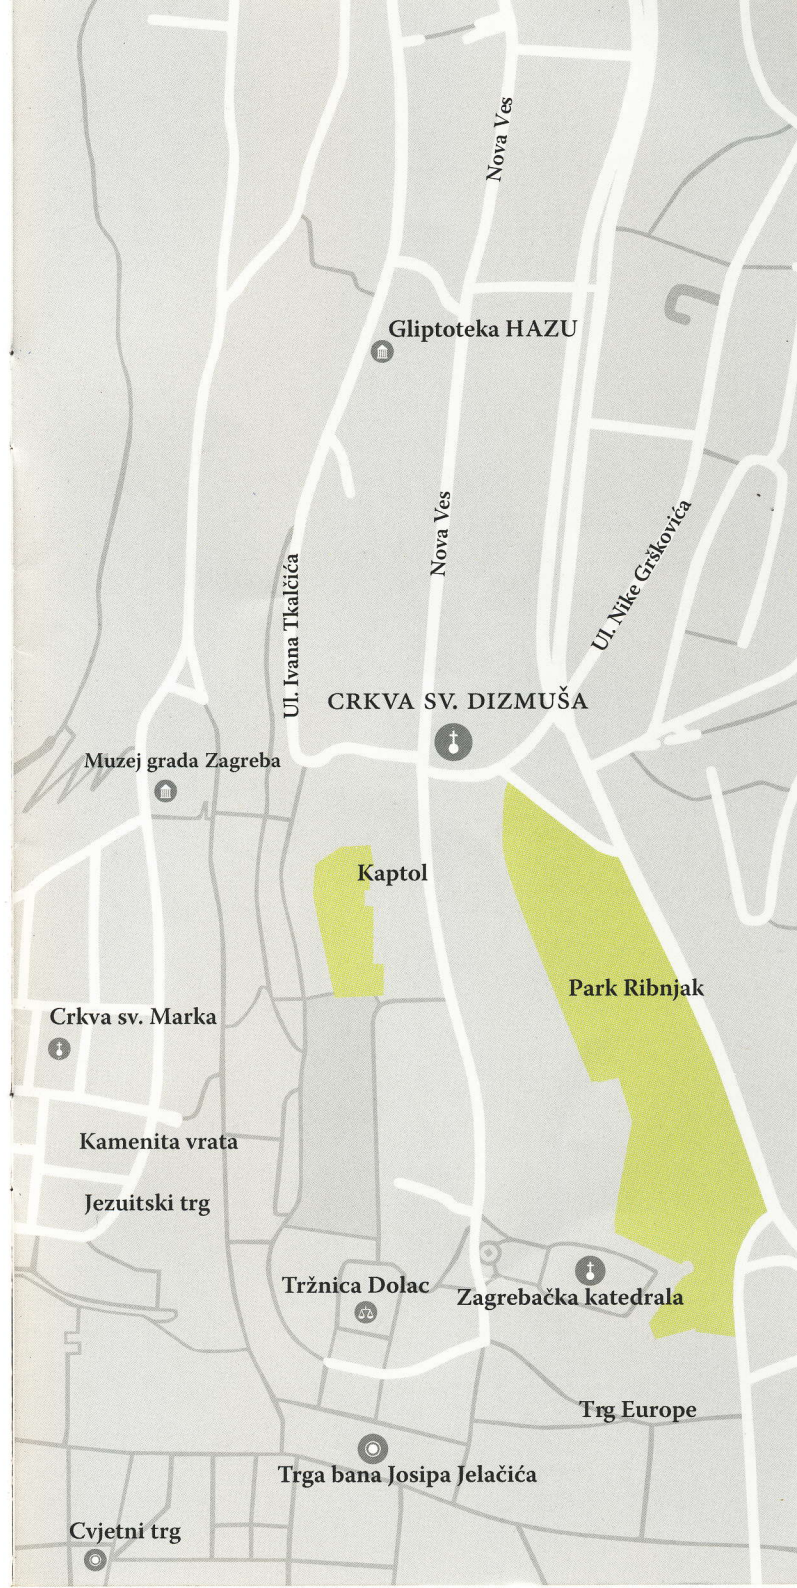 Nova Ves
Gliptoteka HAZU
Nova Ves
Ul. Nike Grškovića
Ul. Ivana Tkalčića
CRKVA SV. DIZMUŠA
Muzej grada Zagreba
Kaptol
Park Ribnjak
Crkva sv. Marka
Kamenita vrata
Jezuitski trg
Tržnica Dolac
Zagrebačka katedrala
Trg Europe
Trga bana Josipa Jelačića
Cvjetni trg